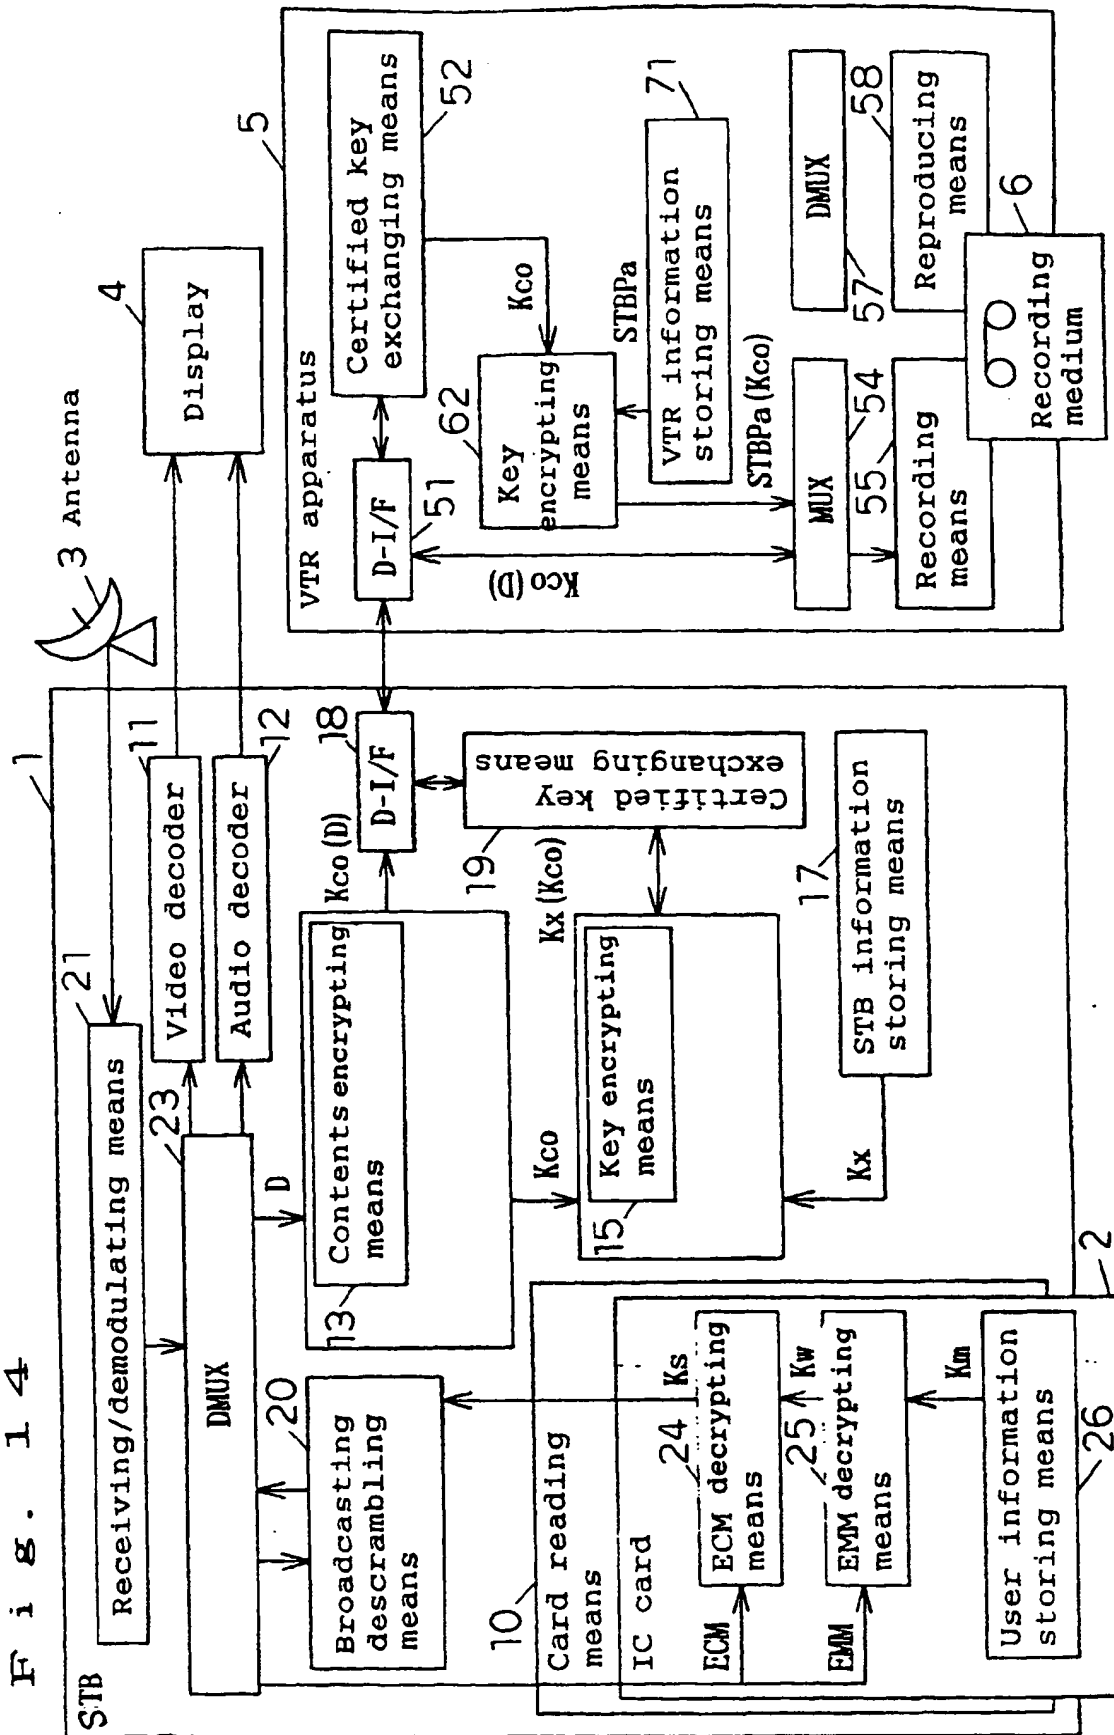 Fig. 14
STB
1
Receiving/demodulating means
21
3 Antenna
DMUX
23
Video decoder
11
Audio decoder
12
4
Display
D
Broadcasting
descrambling
means
20
Contents encrypting
means
13
Kco(D)
D-I/F
18
Certified key
exchanging means
19
Kco
Kx(Kco)
Key encrypting
means
15
Kx
STB information
storing means
17
10
Card reading
means
IC card
2
ECM
Ks
24
ECM decrypting
means
Kw
25
EMM
EMM decrypting
means
Km
User information
storing means
26
VTR apparatus
5
D-I/F
51
Certified key
exchanging means
52
Kco
62
Key
encrypting
means
STBPa
VTR information
storing means
71
Kco(D)
STBPa(Kco)
MUX
54
DMUX
57
55
Recording
means
58
Reproducing
means
6
Recording
medium